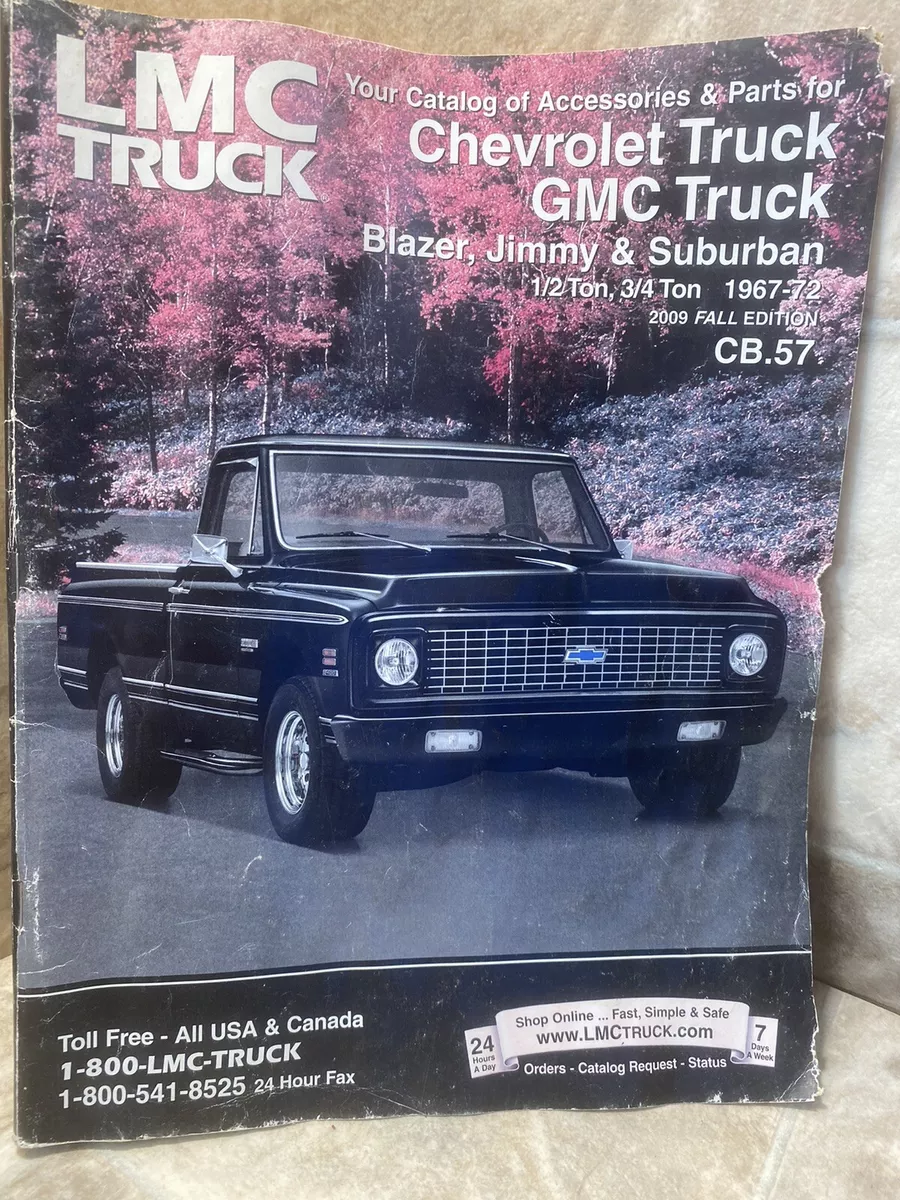 LMC
TRUCK
Your Catalog of Accessories & Parts for
Chevrolet Truck
GMC Truck
Blazer, Jimmy & Suburban
1/2 Ton, 3/4 Ton 1967-72
2009 FALL EDITION
CB.57
Toll Free - All USA & Canada
1-800-LMC-TRUCK
1-800-541-8525 24 Hour Fax
24
Hours
A Day
Shop Online ... Fast, Simple & Safe
www.LMCTRUCK.com
7
Days
A Week
Orders - Catalog Request - Status